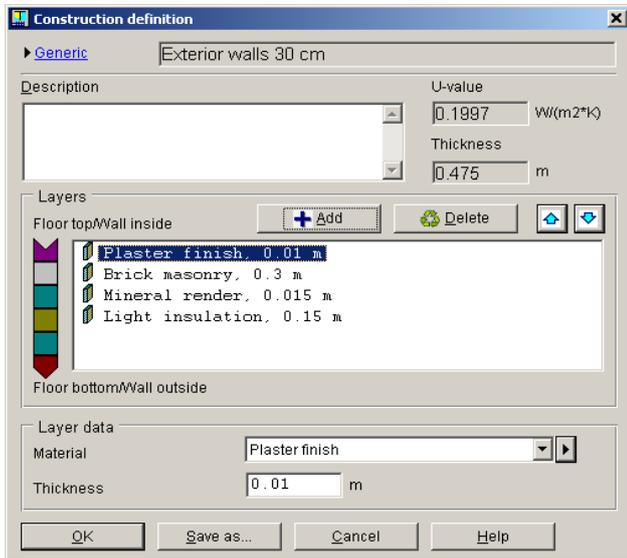 Construction definition
Generic
Exterior walls 30 cm
Description
U-value
0.1997 W/(m2*K)
Thickness
0.475 m
Layers
Floor top/Wall inside
Add
Delete
Plaster finish, 0.01 m
Brick masonry, 0.3 m
Mineral render, 0.015 m
Light insulation, 0.15 m
Floor bottom/Wall outside
Layer data
Material
Plaster finish
Thickness
0.01 m
OK
Save as...
Cancel
Help